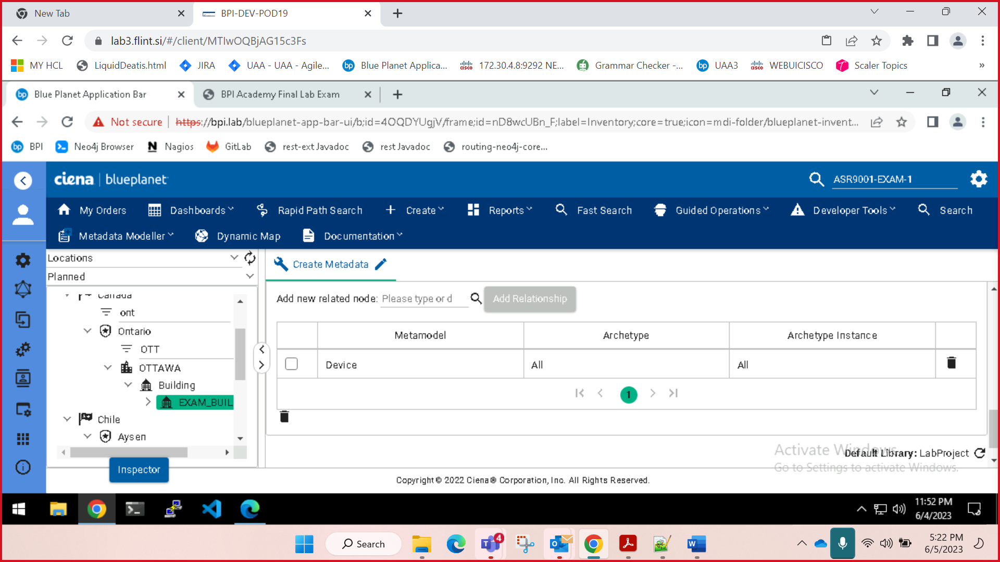 New Tab
BPI-DEV-POD19
lab3.flint.si/#/client/MTIwOQBjAG15c3Fs
MY HCL
LiquidDeatis.html
JIRA
UAA - UAA - Agile...
Blue Planet Applica...
172.30.4.8:9292 NE...
Grammar Checker -...
UAA3
WEBUICISCO
Scaler Topics
»
Blue Planet Application Bar
BPI Academy Final Lab Exam
Not secure
https://bpi.lab/blueplanet-app-bar-ui/b;id=4OQDYUgjV/frame;id=nD8wcUBn_F;label=Inventory;core=true;icon=mdi-folder/blueplanet-invent...
BPI
Neo4j Browser
Nagios
GitLab
rest-ext Javadoc
rest Javadoc
routing-neo4j-core...
ciena | blueplanet
ASR9001-EXAM-1
My Orders
Dashboards
Rapid Path Search
Create
Reports
Fast Search
Guided Operations
Developer Tools
Search
Metadata Modeller
Dynamic Map
Documentation
Locations
Planned
Canada
ont
Ontario
OTT
OTTAWA
Building
EXAM_BUIL
Chile
Aysen
Inspector
Create Metadata
Add new related node: Please type or d
Add Relationship
Metamodel
Archetype
Archetype Instance
Device
All
All
1
Activate Windows
Go to Settings to activate Windows.
Default Library: LabProject
Copyright © 2022 Ciena® Corporation, Inc. All Rights Reserved.
11:52 PM
6/4/2023
Search
4
5:22 PM
6/5/2023